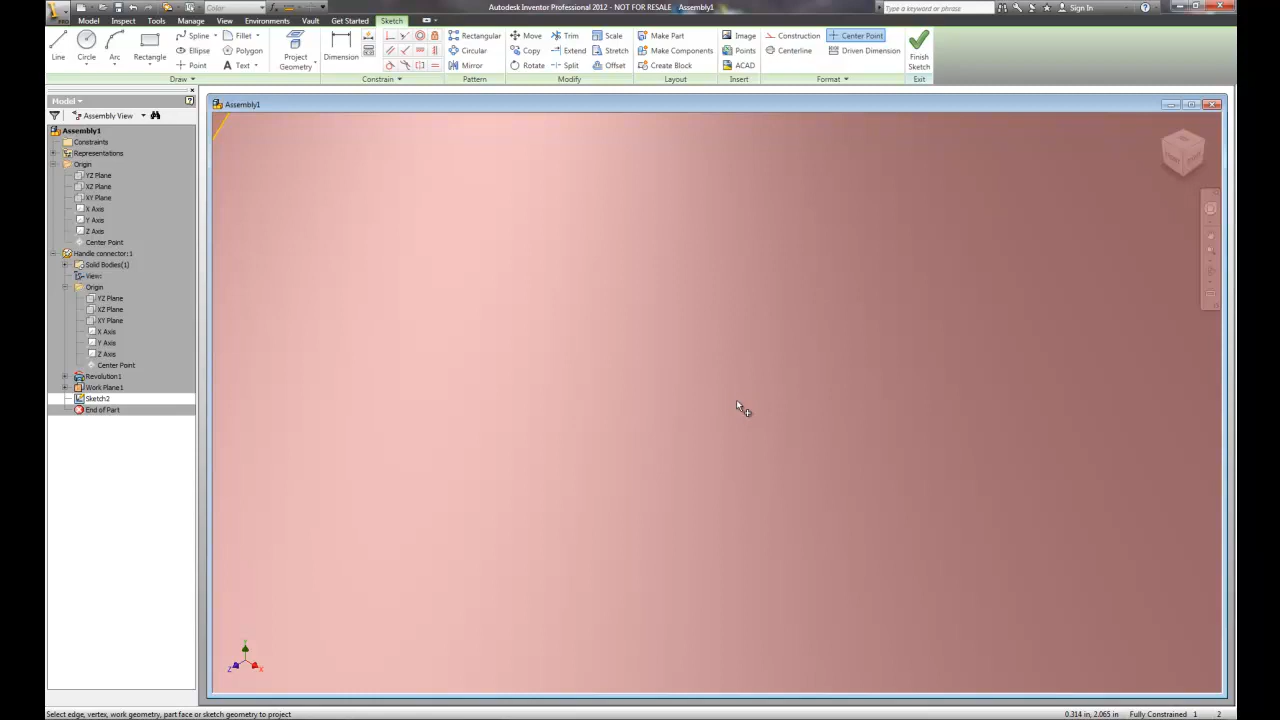 Color
Autodesk Inventor Professional 2012 - NOT FOR RESALE   Assembly1
Type a keyword or phrase
Sign In
PRO
Model Inspect Tools Manage View Environments Vault Get Started Sketch
Line Circle Arc Rectangle
Spline Fillet
Ellipse Polygon
Point Text
Project Geometry
Dimension
Rectangular
Circular
Mirror
Move Trim Scale
Copy Extend Stretch
Rotate Split Offset
Make Part
Make Components
Create Block
Image
Points
ACAD
Construction Center Point
Centerline Driven Dimension
Finish Sketch
Draw Constrain Pattern Modify Layout Insert Format Exit
Model
Assembly View
Assembly1
Constraints
Representations
Origin
YZ Plane
XZ Plane
XY Plane
X Axis
Y Axis
Z Axis
Center Point
Handle connector:1
Solid Bodies(1)
View:
Origin
YZ Plane
XZ Plane
XY Plane
X Axis
Y Axis
Z Axis
Center Point
Revolution1
Work Plane1
Sketch2
End of Part
Assembly1
Y
Z X
Select edge, vertex, work geometry, part face or sketch geometry to project
0.314 in, 2.065 in Fully Constrained 1 2